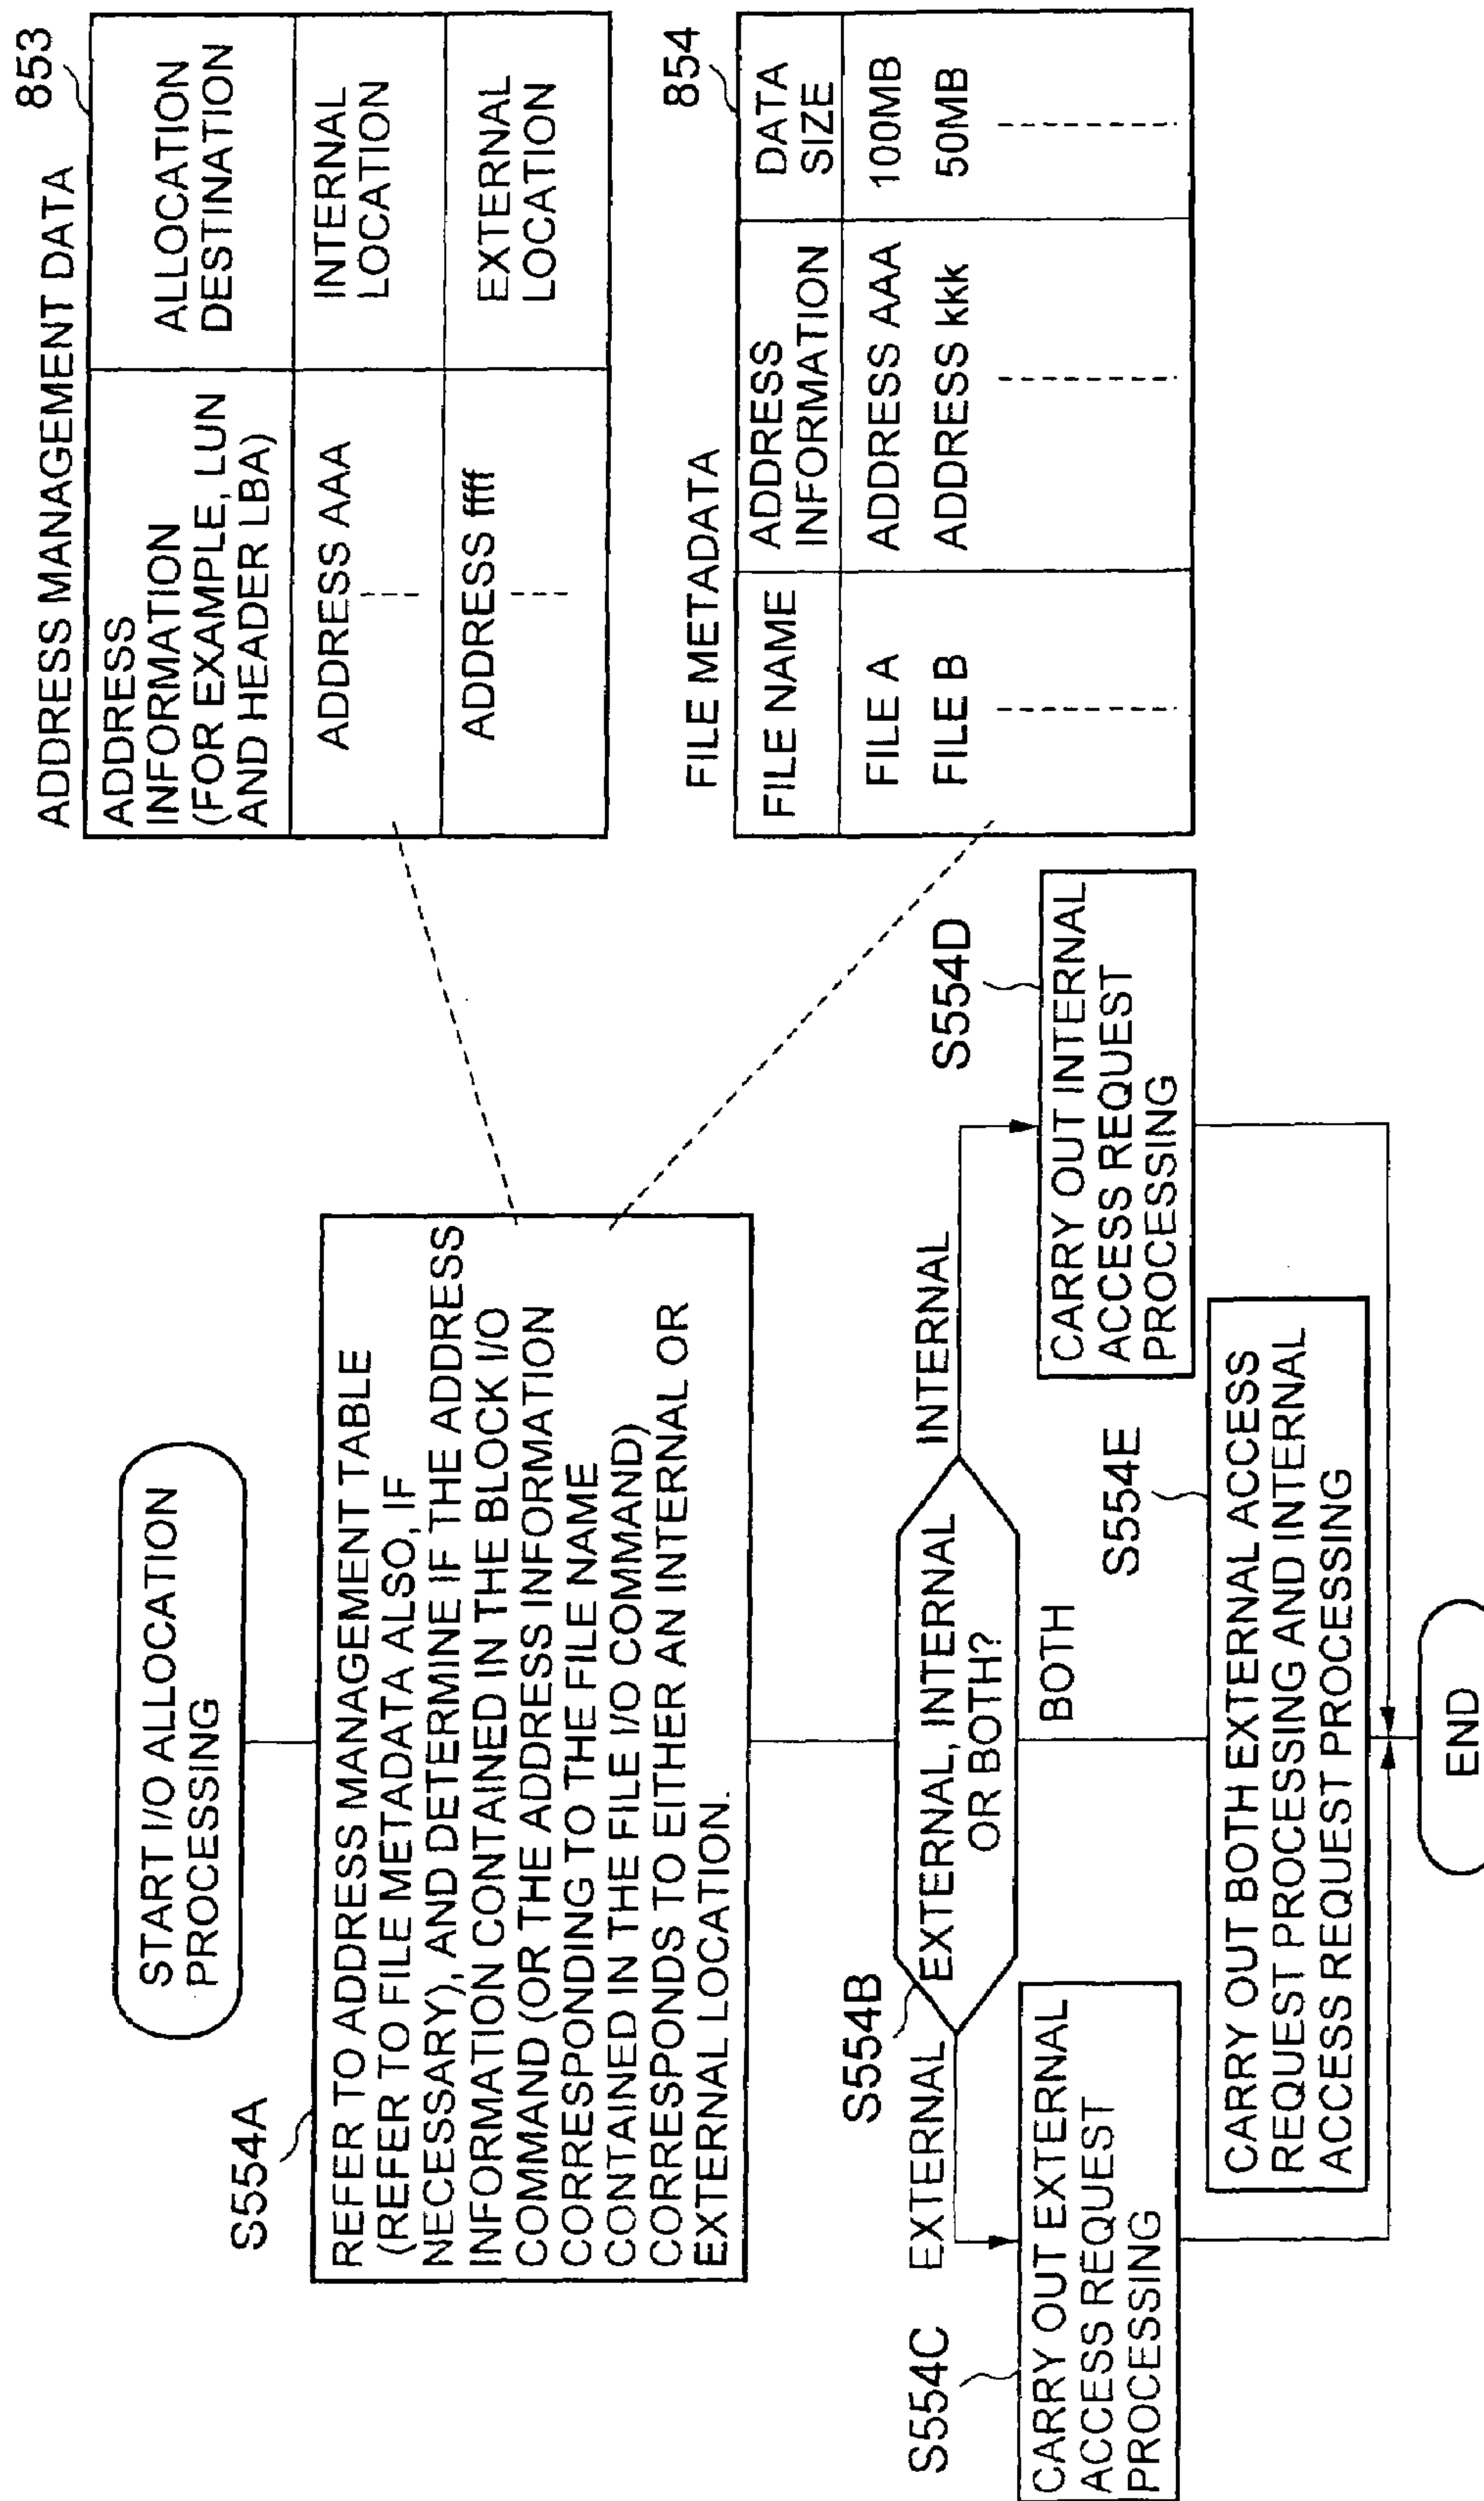 START I/O ALLOCATION
PROCESSING
S554A
REFER TO ADDRESS MANAGEMENT TABLE
(REFER TO FILE METADATA ALSO, IF
NECESSARY), AND DETERMINE IF THE ADDRESS
INFORMATION CONTAINED IN THE BLOCK I/O
COMMAND (OR THE ADDRESS INFORMATION
CORRESPONDING TO THE FILE NAME
CONTAINED IN THE FILE I/O COMMAND)
CORRESPONDS TO EITHER AN INTERNAL OR
EXTERNAL LOCATION.
S554B
EXTERNAL, INTERNAL
OR BOTH?
EXTERNAL
INTERNAL
BOTH
S554C
CARRY OUT EXTERNAL
ACCESS REQUEST
PROCESSING
S554D
CARRY OUT INTERNAL
ACCESS REQUEST
PROCESSING
S554E
CARRY OUT BOTH EXTERNAL ACCESS
REQUEST PROCESSING AND INTERNAL
ACCESS REQUEST PROCESSING
END
ADDRESS MANAGEMENT DATA
853
ADDRESS
INFORMATION
(FOR EXAMPLE, LUN
AND HEADER LBA)
ALLOCATION
DESTINATION
ADDRESS AAA
INTERNAL
LOCATION
ADDRESS ffff
EXTERNAL
LOCATION
FILE METADATA
854
FILE NAME
ADDRESS
INFORMATION
DATA
SIZE
FILE A
ADDRESS AAA
100MB
FILE B
ADDRESS kkk
50MB